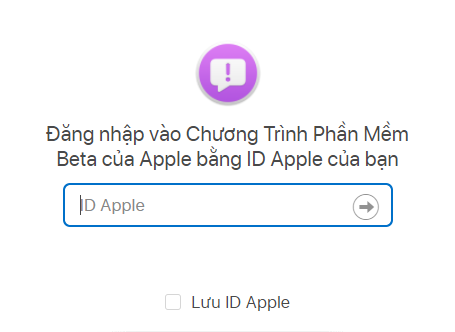 Đăng nhập vào Chương Trình Phần Mềm
Beta của Apple bằng ID Apple của bạn
ID Apple
Lưu ID Apple